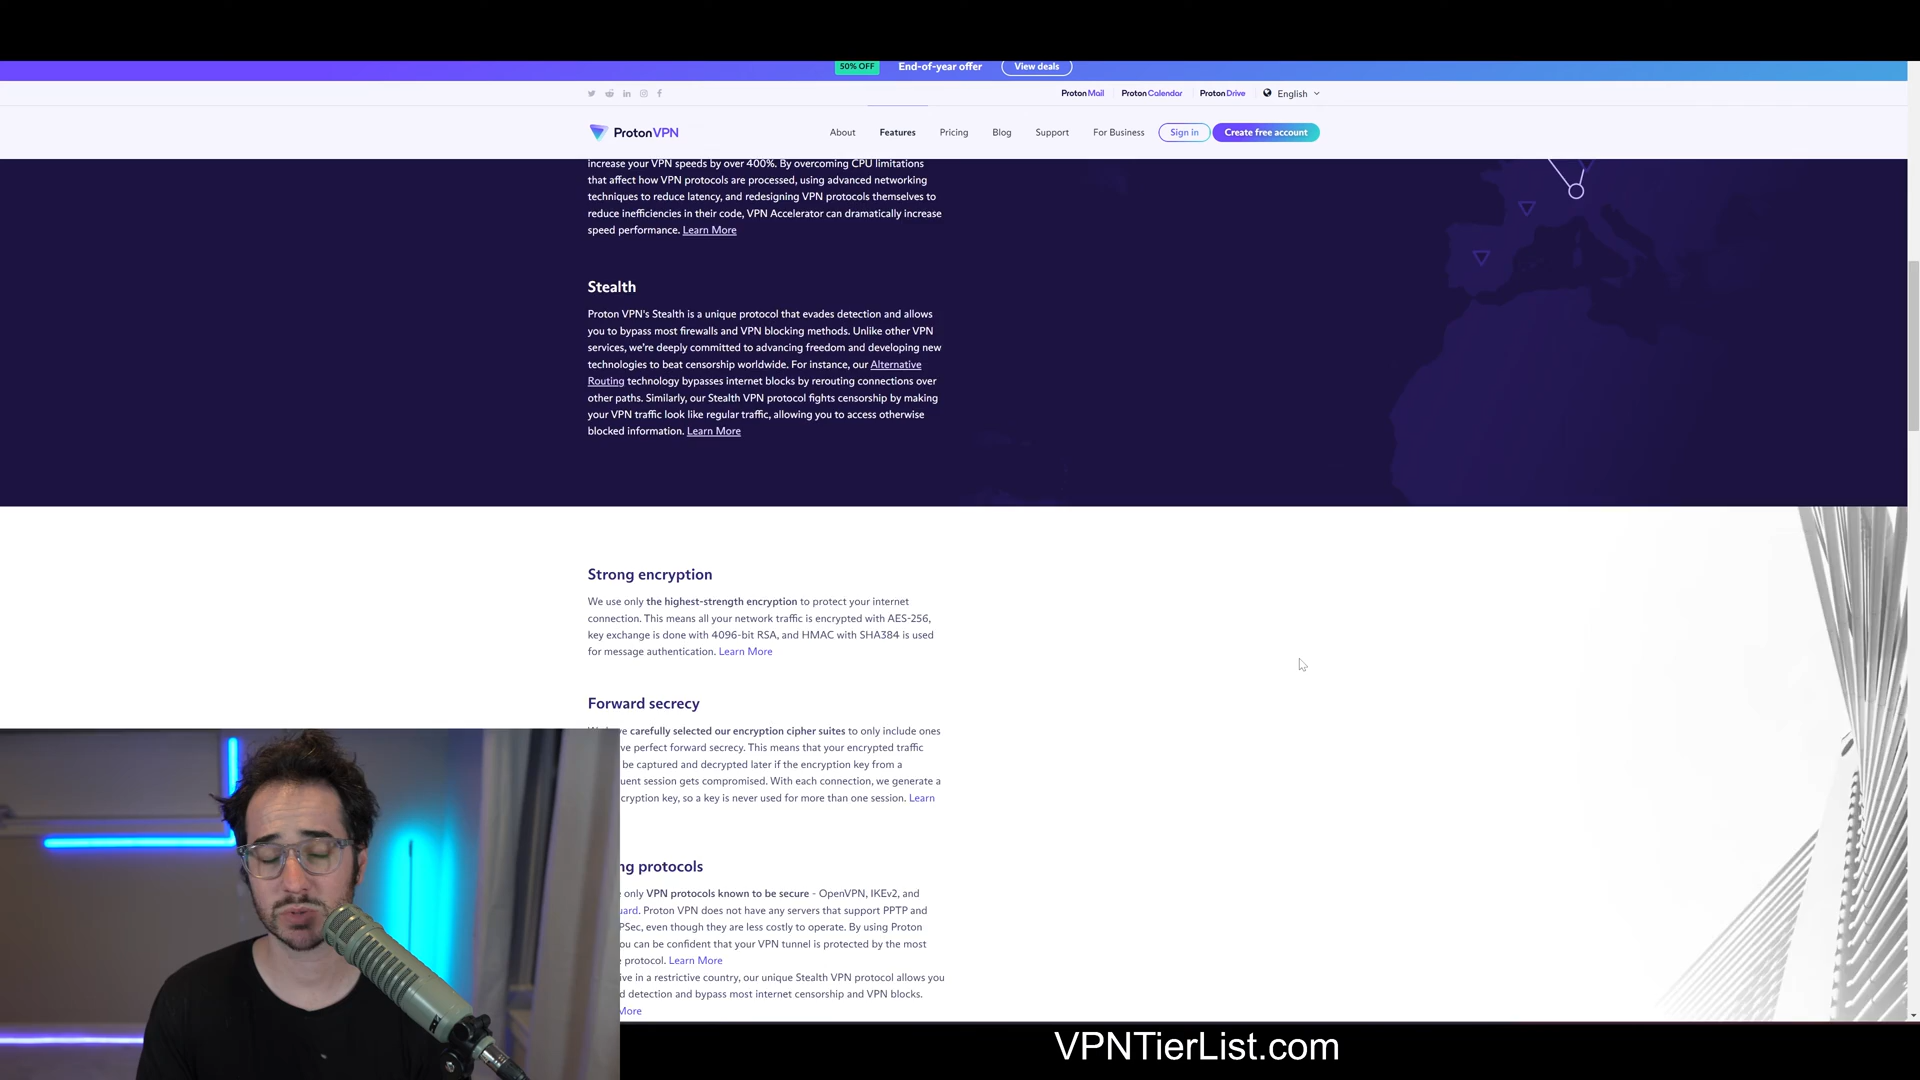 50% OFF End-of-year offer View deals
Proton Mail Proton Calendar Proton Drive English
ProtonVPN About Features Pricing Blog Support For Business Sign in Create free account
increase your VPN speeds by over 400%. By overcoming CPU limitations
that affect how VPN protocols are processed, using advanced networking
techniques to reduce latency, and redesigning VPN protocols themselves to
reduce inefficiencies in their code, VPN Accelerator can dramatically increase
speed performance. Learn More
Stealth
Proton VPN's Stealth is a unique protocol that evades detection and allows
you to bypass most firewalls and VPN blocking methods. Unlike other VPN
services, we're deeply committed to advancing freedom and developing new
technologies to beat censorship worldwide. For instance, our Alternative
Routing technology bypasses internet blocks by rerouting connections over
other paths. Similarly, our Stealth VPN protocol fights censorship by making
your VPN traffic look like regular traffic, allowing you to access otherwise
blocked information. Learn More
Strong encryption
We use only the highest-strength encryption to protect your internet
connection. This means all your network traffic is encrypted with AES-256,
key exchange is done with 4096-bit RSA, and HMAC with SHA384 is used
for message authentication. Learn More
Forward secrecy
carefully selected our encryption cipher suites to only include ones
ve perfect forward secrecy. This means that your encrypted traffic
be captured and decrypted later if the encryption key from a
uent session gets compromised. With each connection, we generate a
cryption key, so a key is never used for more than one session. Learn
ng protocols
only VPN protocols known to be secure - OpenVPN, IKEv2, and
uard. Proton VPN does not have any servers that support PPTP and
PSec, even though they are less costly to operate. By using Proton
ou can be confident that your VPN tunnel is protected by the most
e protocol. Learn More
ive in a restrictive country, our unique Stealth VPN protocol allows you
d detection and bypass most internet censorship and VPN blocks.
More
VPNTierList.com